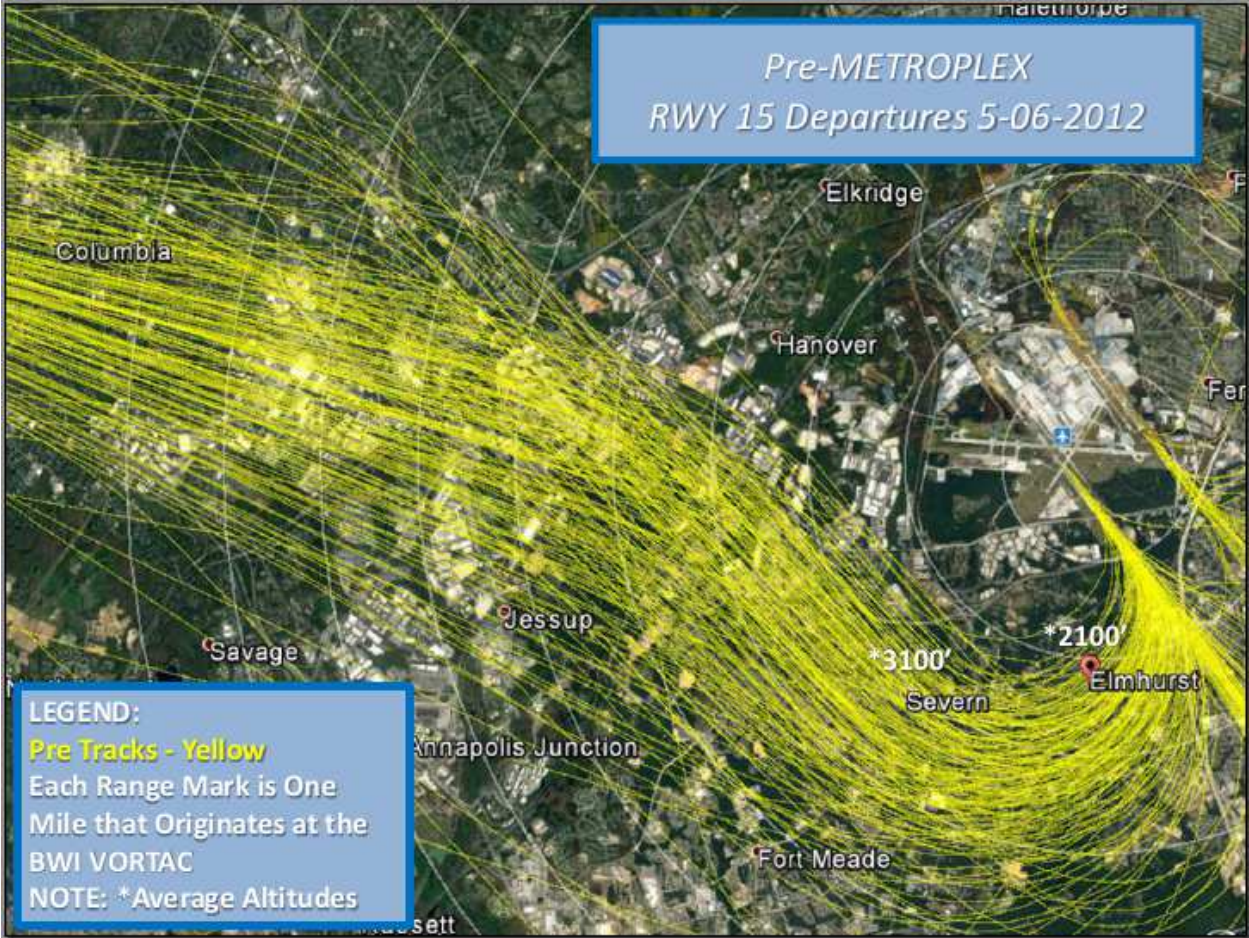 Halethorpe
Pre-METROPLEX
RWY 15 Departures 5-06-2012
Elkridge
Columbia
Hanover
Fer
Jessup
*2100’
Savage
*3100’
Elmhurst
Severn
LEGEND:
Pre Tracks - Yellow
Annapolis Junction
Each Range Mark is One
Mile that Originates at the
BWI VORTAC
Fort Meade
NOTE: *Average Altitudes